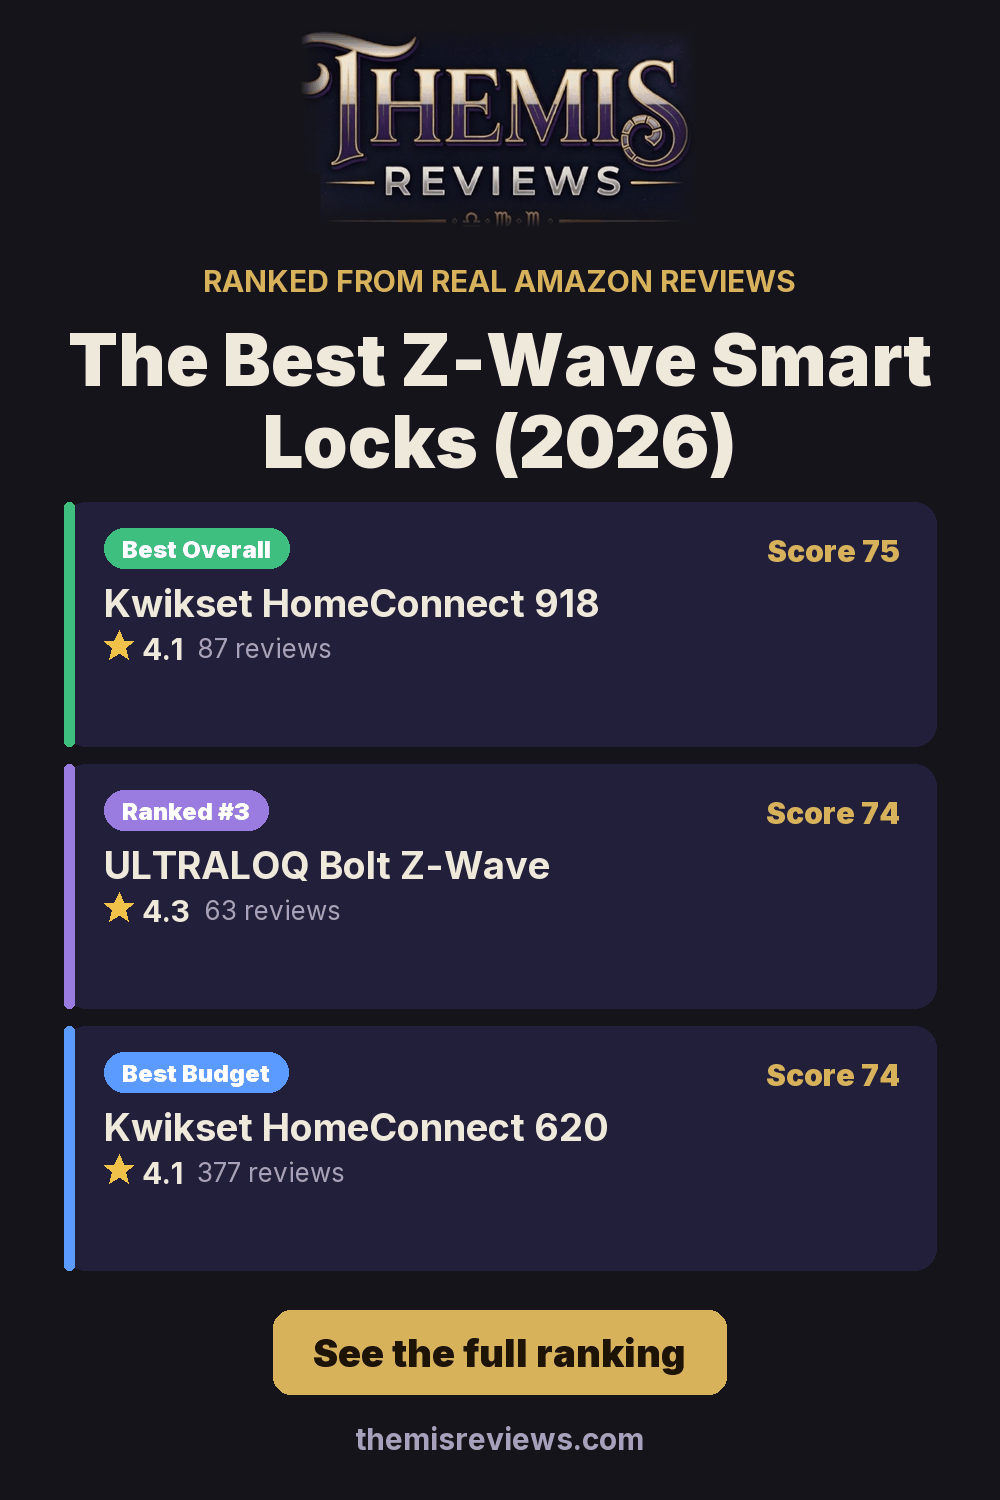 THEMIS
REVIEWS
♎ · ♍ · ♏
RANKED FROM REAL AMAZON REVIEWS
The Best Z-Wave Smart
Locks (2026)
Best Overall
Score 75
Kwikset HomeConnect 918
★ 4.1 87 reviews
Ranked #3
Score 74
ULTRALOQ Bolt Z-Wave
★ 4.3 63 reviews
Best Budget
Score 74
Kwikset HomeConnect 620
★ 4.1 377 reviews
See the full ranking
themisreviews.com